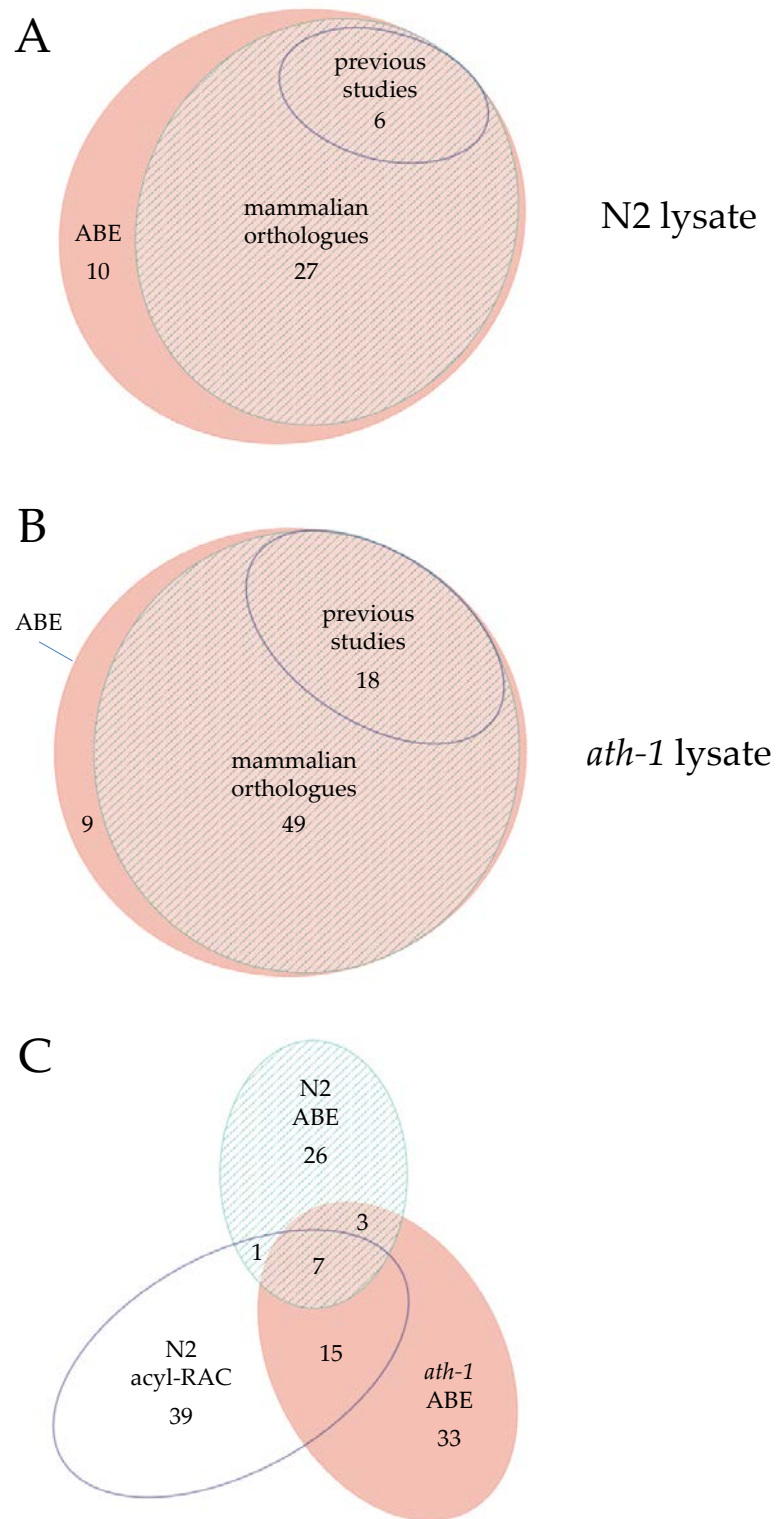 A
previous
studies
6
mammalian
orthologues
27
ABE
10
N2 lysate
B
ABE
previous
studies
18
mammalian
orthologues
49
9
ath-1 lysate
C
N2
ABE
26
3
1
7
15
N2
acyl-RAC
39
ath-1
ABE
33